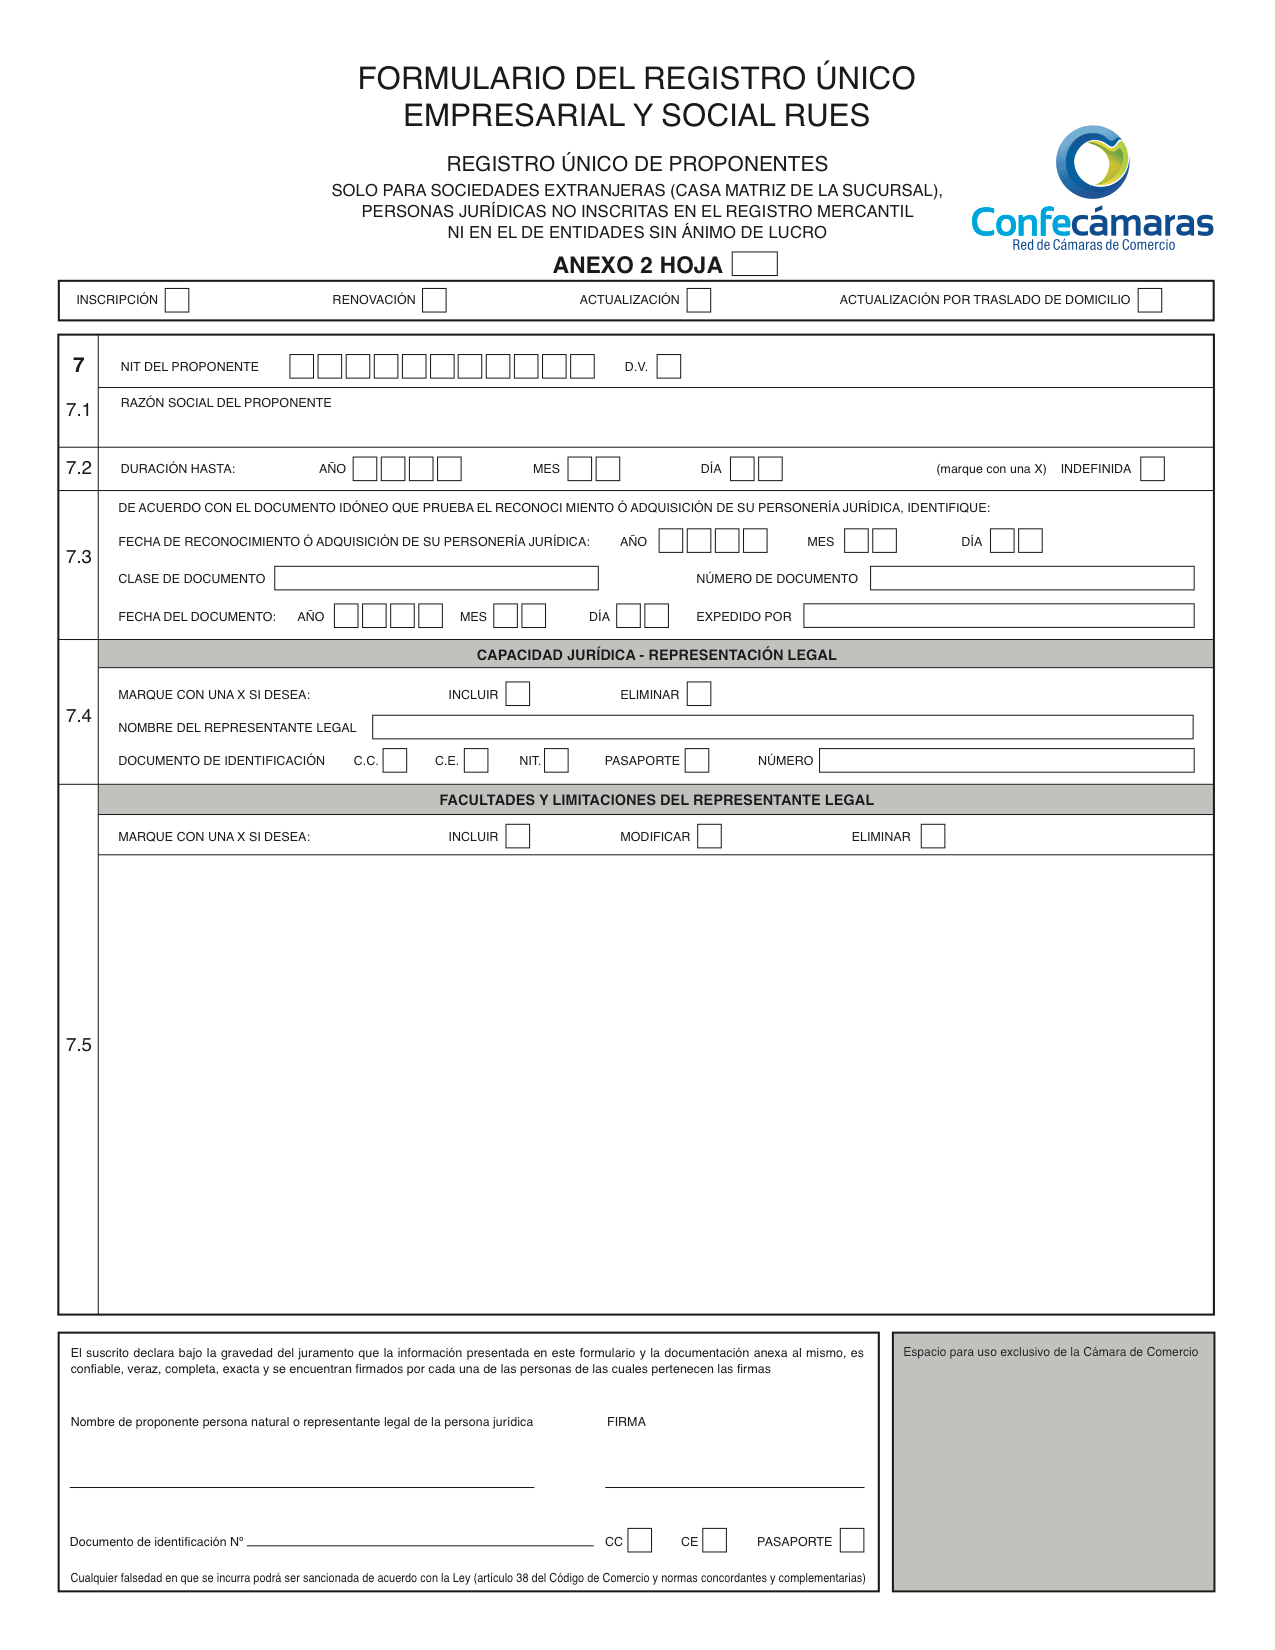 FORMULARIO DEL REGISTRO ÚNICO
EMPRESARIAL Y SOCIAL RUES
REGISTRO ÚNICO DE PROPONENTES
SOLO PARA SOCIEDADES EXTRANJERAS (CASA MATRIZ DE LA SUCURSAL),
PERSONAS JURÍDICAS NO INSCRITAS EN EL REGISTRO MERCANTIL
NI EN EL DE ENTIDADES SIN ÁNIMO DE LUCRO
Confecámaras
Red de Cámaras de Comercio
ANEXO 2 HOJA
INSCRIPCIÓN RENOVACIÓN ACTUALIZACIÓN ACTUALIZACIÓN POR TRASLADO DE DOMICILIO
7 NIT DEL PROPONENTE D.V.
7.1 RAZÓN SOCIAL DEL PROPONENTE
7.2 DURACIÓN HASTA: AÑO MES DÍA (marque con una X) INDEFINIDA
7.3
DE ACUERDO CON EL DOCUMENTO IDÓNEO QUE PRUEBA EL RECONOCI MIENTO Ó ADQUISICIÓN DE SU PERSONERÍA JURÍDICA, IDENTIFIQUE:
FECHA DE RECONOCIMIENTO Ó ADQUISICIÓN DE SU PERSONERÍA JURÍDICA: AÑO MES DÍA
CLASE DE DOCUMENTO NÚMERO DE DOCUMENTO
FECHA DEL DOCUMENTO: AÑO MES DÍA EXPEDIDO POR
7.4
CAPACIDAD JURÍDICA - REPRESENTACIÓN LEGAL
MARQUE CON UNA X SI DESEA: INCLUIR ELIMINAR
NOMBRE DEL REPRESENTANTE LEGAL
DOCUMENTO DE IDENTIFICACIÓN C.C. C.E. NIT. PASAPORTE NÚMERO
7.5
FACULTADES Y LIMITACIONES DEL REPRESENTANTE LEGAL
MARQUE CON UNA X SI DESEA: INCLUIR MODIFICAR ELIMINAR
El suscrito declara bajo la gravedad del juramento que la información presentada en este formulario y la documentación anexa al mismo, es
confiable, veraz, completa, exacta y se encuentran firmados por cada una de las personas de las cuales pertenecen las firmas
Nombre de proponente persona natural o representante legal de la persona jurídica FIRMA
Documento de identificación Nº CC CE PASAPORTE
Cualquier falsedad en que se incurra podrá ser sancionada de acuerdo con la Ley (artículo 38 del Código de Comercio y normas concordantes y complementarias)
Espacio para uso exclusivo de la Cámara de Comercio